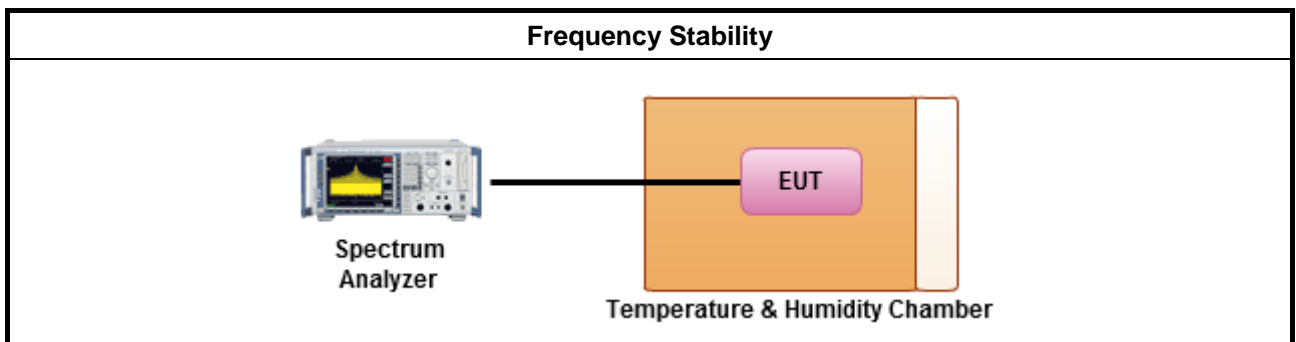 Frequency Stability
EUT
Spectrum
Analyzer
Temperature & Humidity Chamber